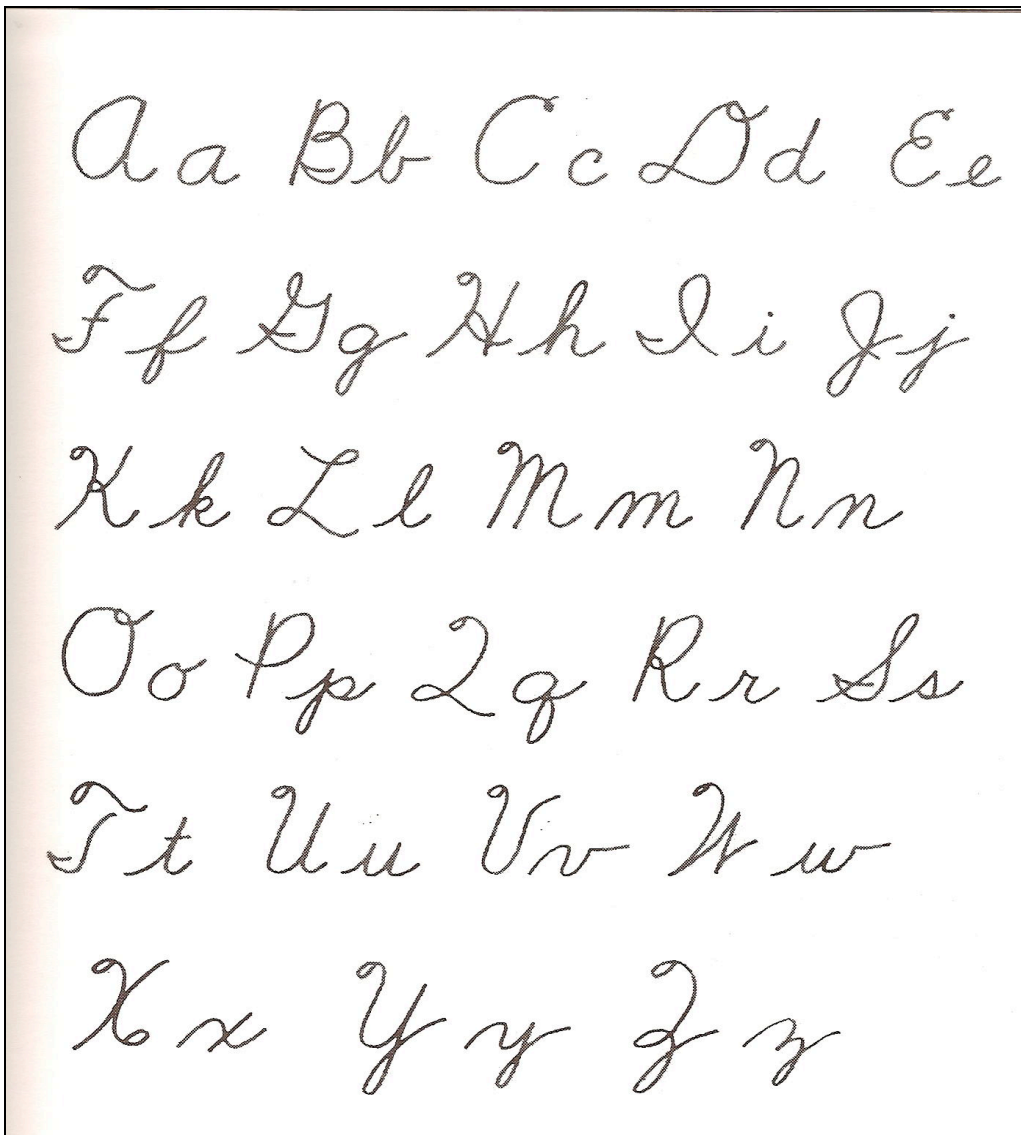 Aa Bb Cc Dd Ee
Ff Gg Hh Ii Jj
Kk Ll Mm Nn
Oo Pp Qq Rr Ss
Tt Uu Vv Ww
Xx Yy Zz